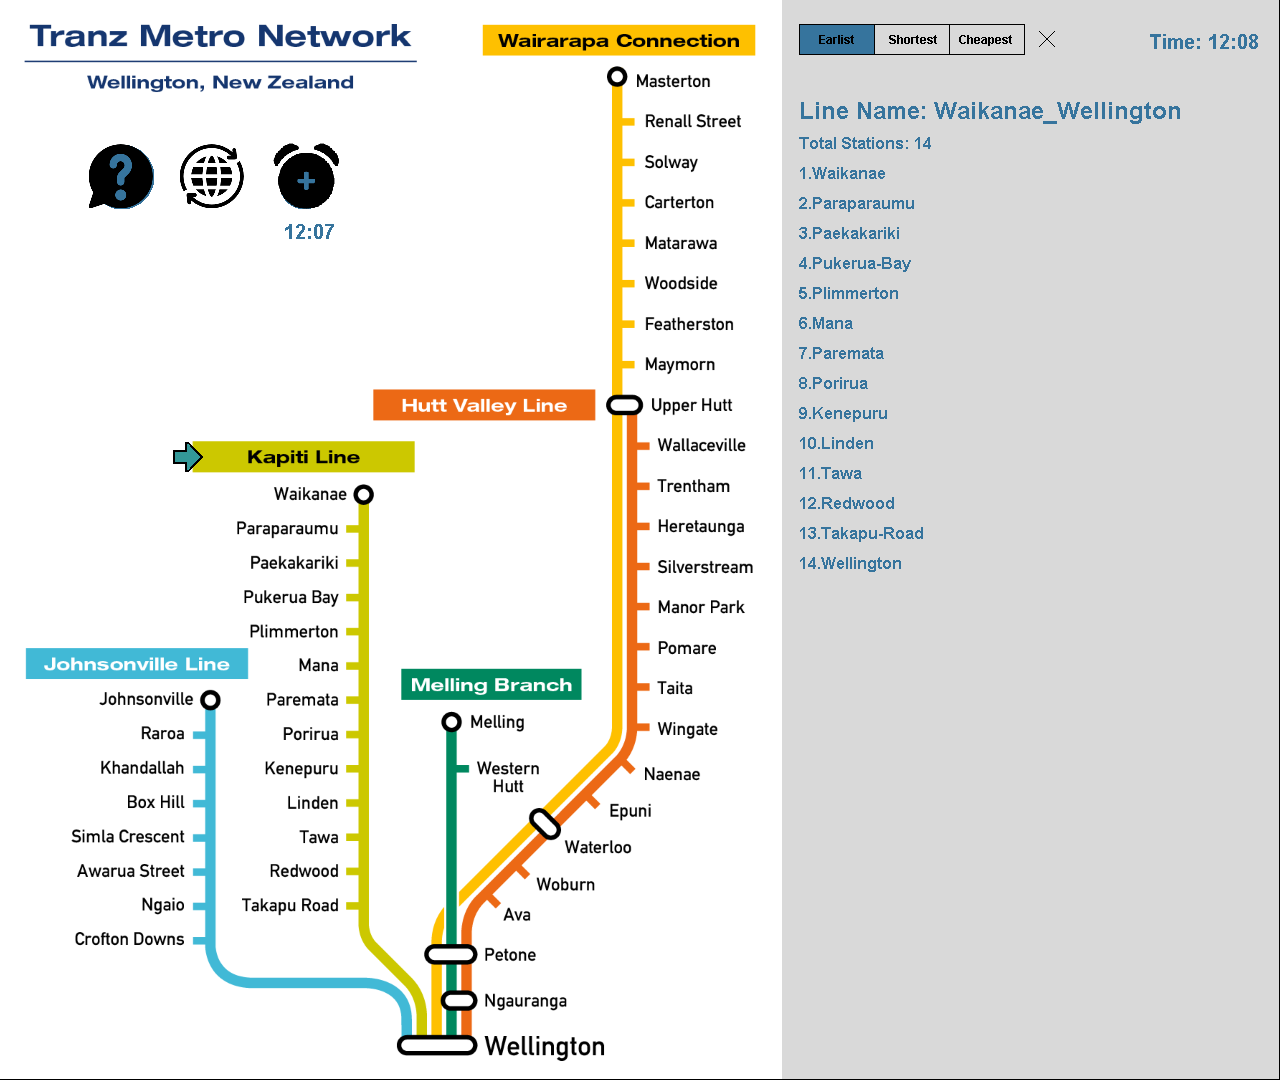 Tranz Metro Network
Wellington, New Zealand
12:07
Wairarapa Connection
Masterton
Renall Street
Solway
Carterton
Matarawa
Woodside
Featherston
Maymorn
Hutt Valley Line
Upper Hutt
Wallaceville
Trentham
Heretaunga
Silverstream
Manor Park
Pomare
Taita
Wingate
Naenae
Epuni
Waterloo
Woburn
Ava
Petone
Ngauranga
Wellington
Kapiti Line
Waikanae
Paraparaumu
Paekakariki
Pukerua Bay
Plimmerton
Mana
Paremata
Porirua
Kenepuru
Linden
Tawa
Redwood
Takapu Road
Johnsonville Line
Johnsonville
Raroa
Khandallah
Box Hill
Simla Crescent
Awarua Street
Ngaio
Crofton Downs
Melling Branch
Melling
Western
Hutt
Earlist
Shortest
Cheapest
Time: 12:08
Line Name: Waikanae_Wellington
Total Stations: 14
1.Waikanae
2.Paraparaumu
3.Paekakariki
4.Pukerua-Bay
5.Plimmerton
6.Mana
7.Paremata
8.Porirua
9.Kenepuru
10.Linden
11.Tawa
12.Redwood
13.Takapu-Road
14.Wellington